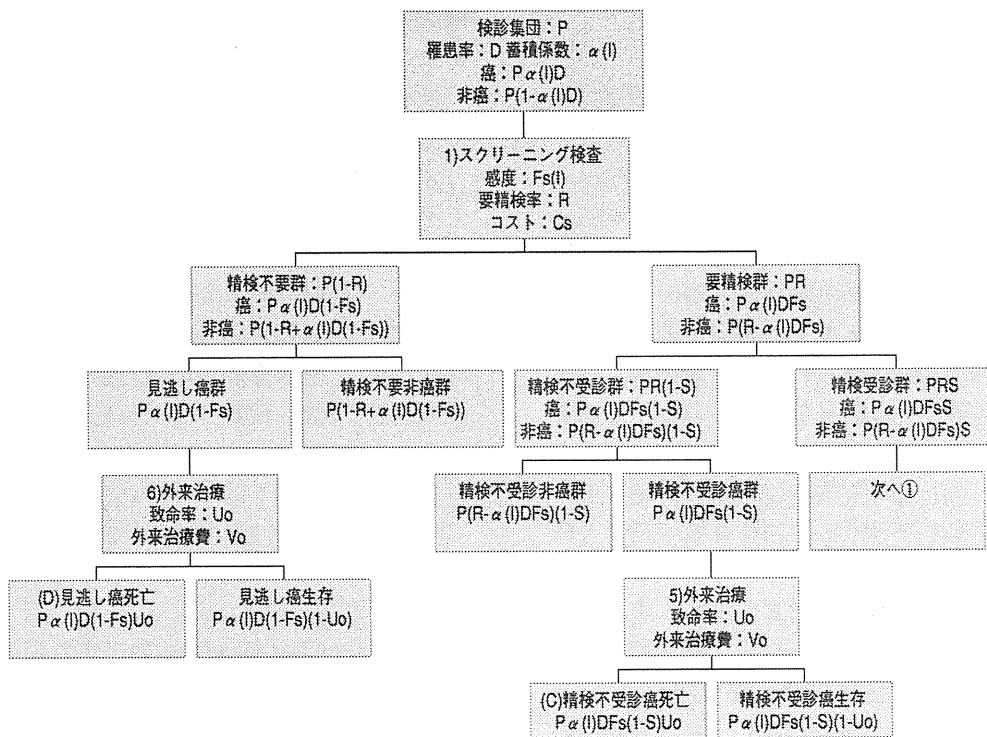 検診集団：P
罹患率：D 蓄積係数：α(I)
癌：Pα(I)D
非癌：P(1-α(I)D)
1)スクリーニング検査
感度：Fs(I)
要精検率：R
コスト：Cs
精検不要群：P(1-R)
癌：Pα(I)D(1-Fs)
非癌：P(1-R+α(I)D(1-Fs))
要精検群：PR
癌：Pα(I)DFs
非癌：P(R-α(I)DFs)
見逃し癌群
Pα(I)D(1-Fs)
精検不要非癌群
P(1-R+α(I)D(1-Fs))
精検不受診群：PR(1-S)
癌：Pα(I)DFs(1-S)
非癌：P(R-α(I)DFs)(1-S)
精検受診群：PRS
癌：Pα(I)DFsS
非癌：P(R-α(I)DFs)S
6)外来治療
致命率：Uo
外来治療費：Vo
精検不受診非癌群
P(R-α(I)DFs)(1-S)
精検不受診癌群
Pα(I)DFs(1-S)
次へ①
(D)見逃し癌死亡
Pα(I)D(1-Fs)Uo
見逃し癌生存
Pα(I)D(1-Fs)(1-Uo)
5)外来治療
致命率：Uo
外来治療費：Vo
(C)精検不受診癌死亡
Pα(I)DFs(1-S)Uo
精検不受診癌生存
Pα(I)DFs(1-S)(1-Uo)